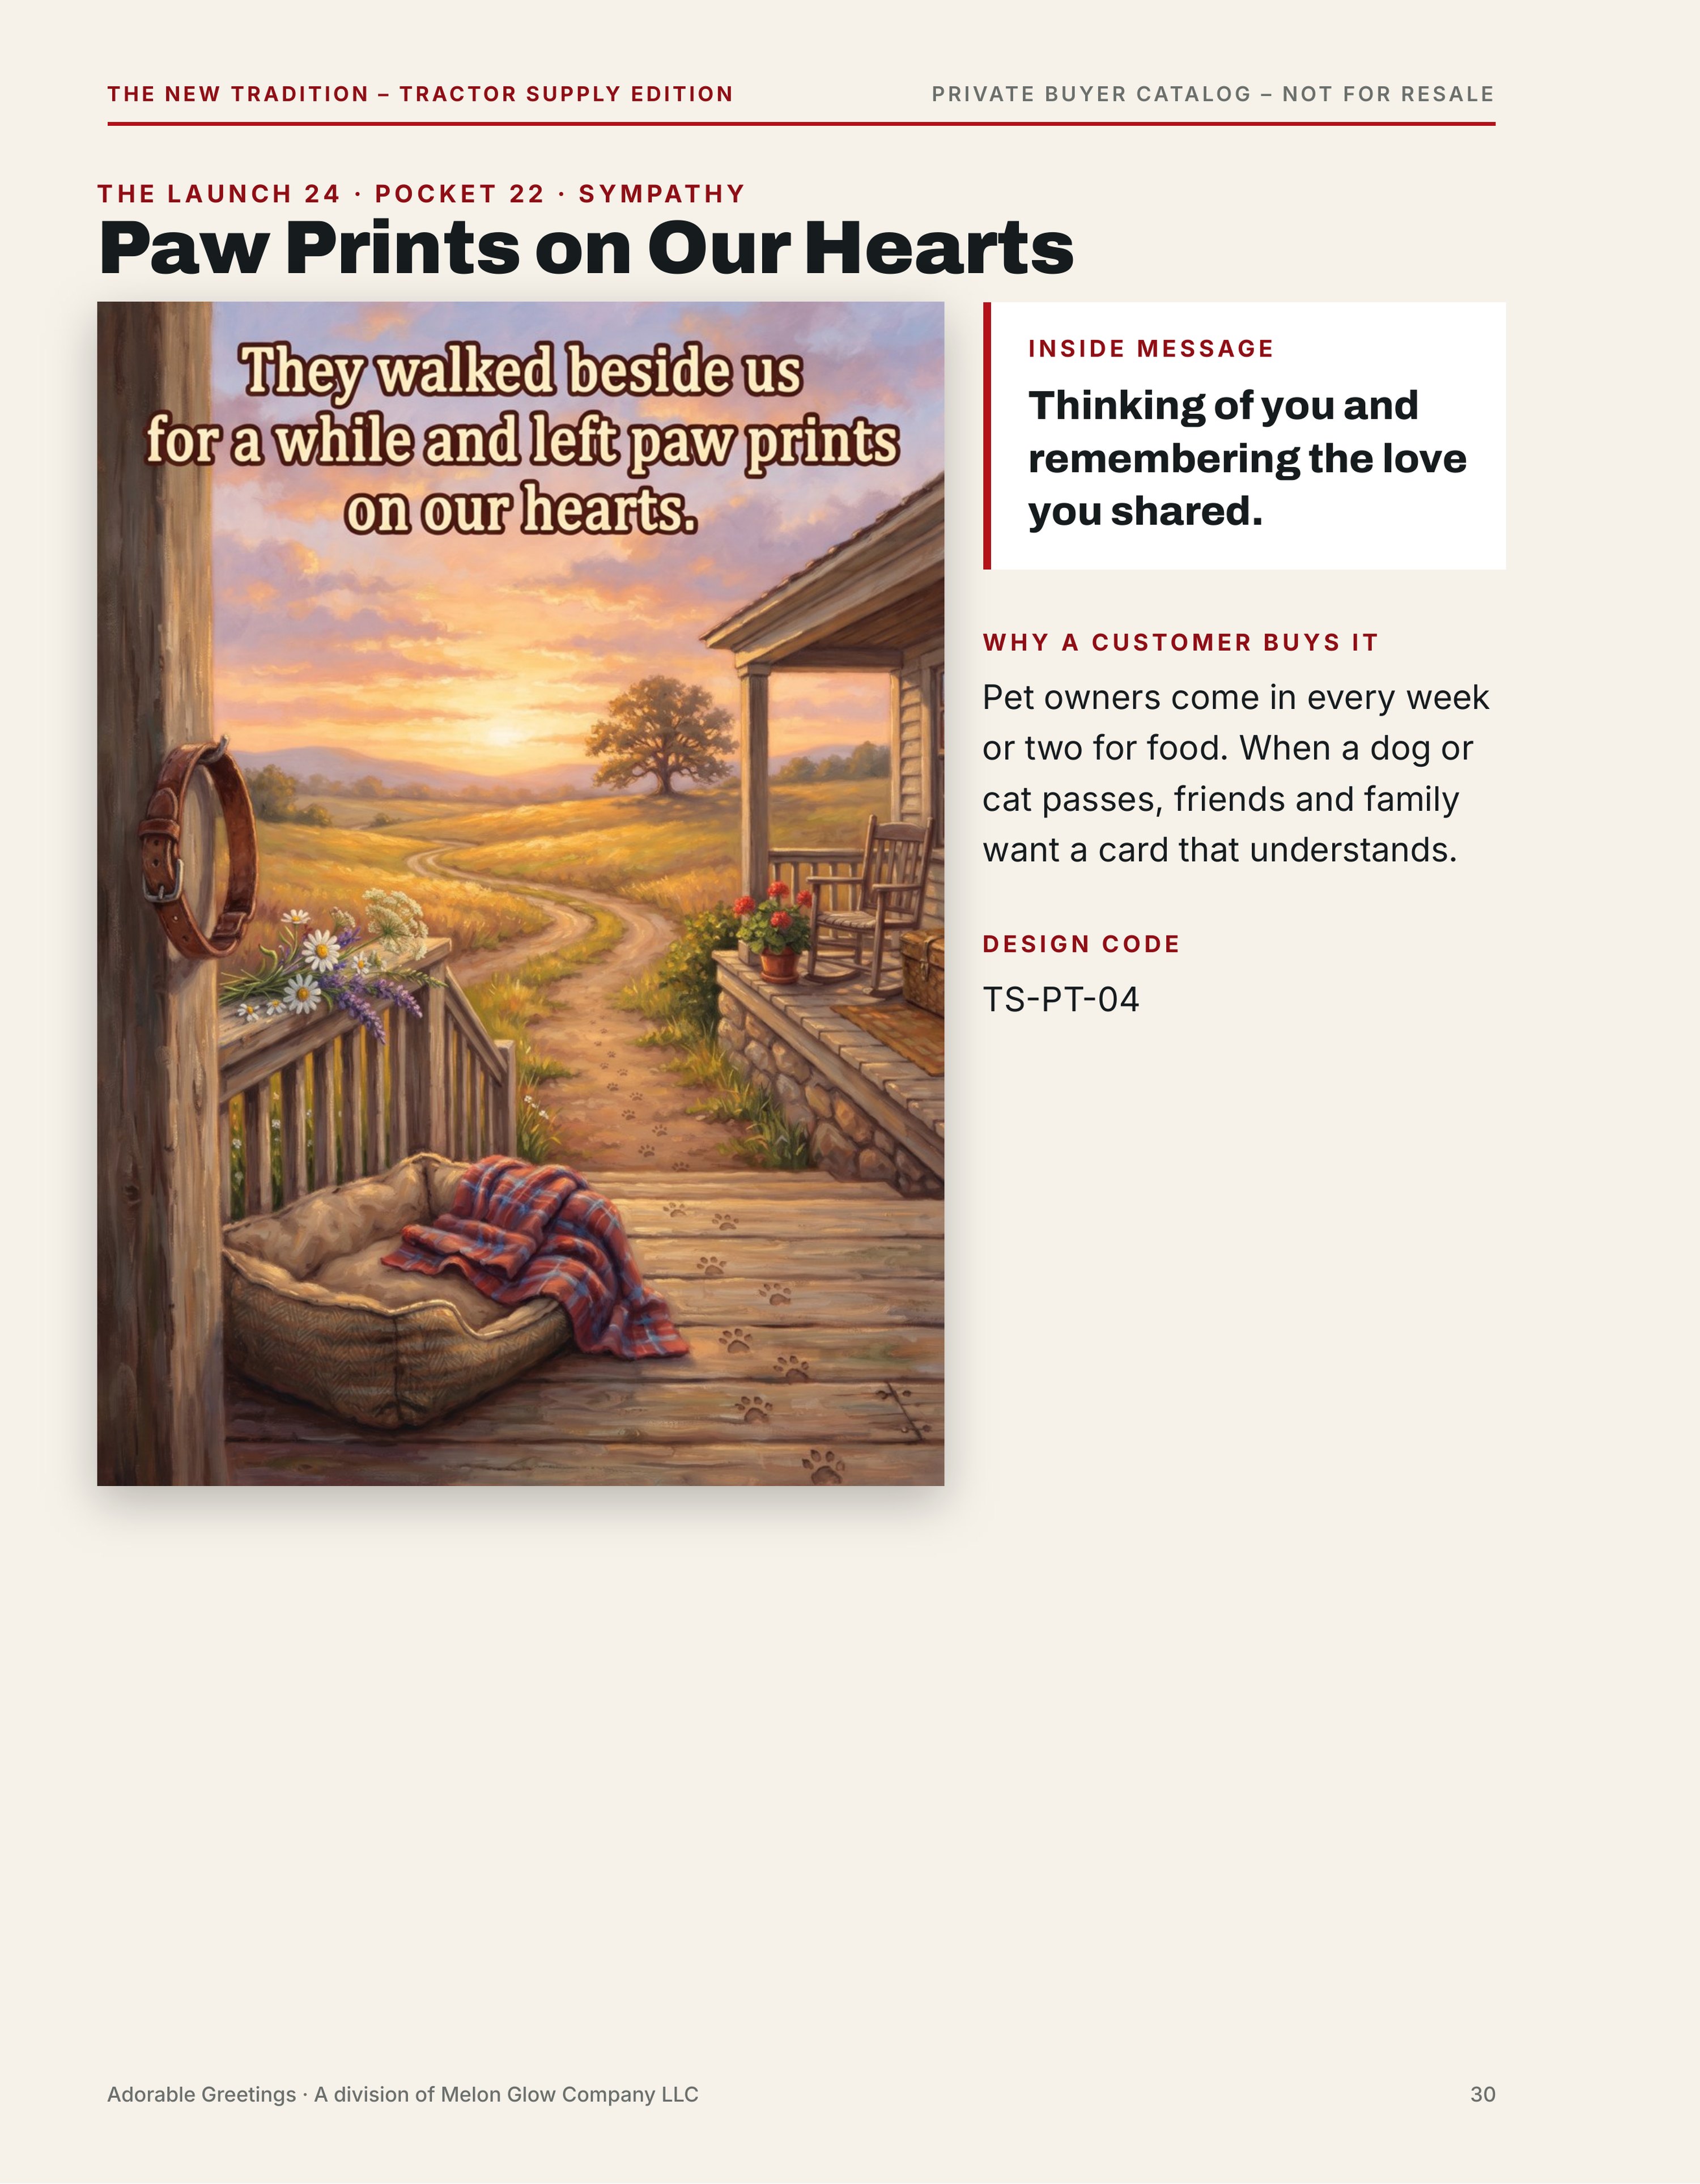 THE NEW TRADITION – TRACTOR SUPPLY EDITION
PRIVATE BUYER CATALOG – NOT FOR RESALE
THE LAUNCH 24 · POCKET 22 · SYMPATHY
Paw Prints on Our Hearts
They walked beside us
for a while and left paw prints
on our hearts.
INSIDE MESSAGE
Thinking of you and
remembering the love
you shared.
WHY A CUSTOMER BUYS IT
Pet owners come in every week
or two for food. When a dog or
cat passes, friends and family
want a card that understands.
DESIGN CODE
TS-PT-04
Adorable Greetings · A division of Melon Glow Company LLC
30